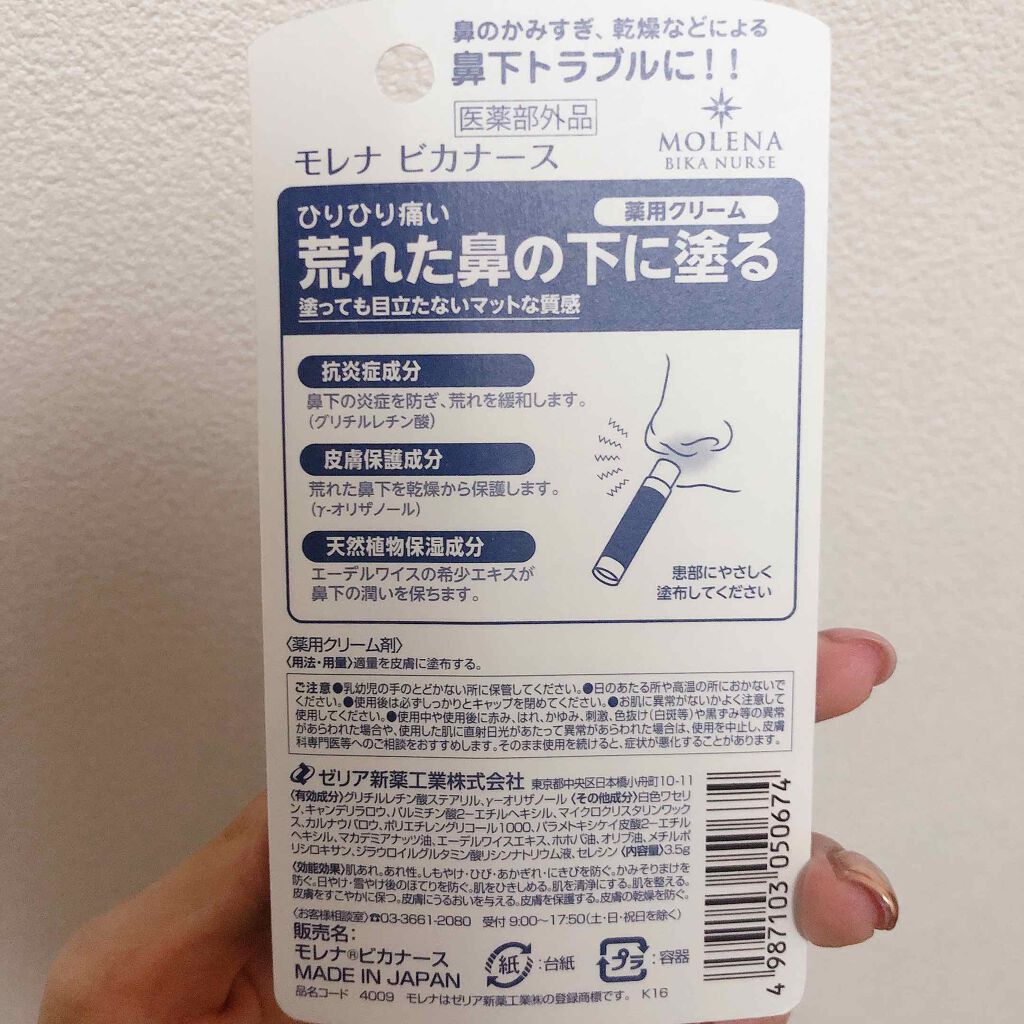 鼻のかみすぎ、乾燥などによる
鼻下トラブルに!!
医薬部外品
MOLENA
BIKA NURSE
モレナ ビカナース
ひりひり痛い
薬用クリーム
荒れた鼻の下に塗る
塗っても目立たないマットな質感
抗炎症成分
鼻下の炎症を防ぎ、荒れを緩和します。
(グリチルレチン酸)
皮膚保護成分
荒れた鼻下を乾燥から保護します。
(γ-オリザノール)
天然植物保湿成分
エーデルワイスの希少エキスが
鼻下の潤いを保ちます。
患部にやさしく
塗布してください
〈薬用クリーム剤〉
〈用法・用量〉適量を皮膚に塗布する。
ご注意●乳幼児の手のとどかない所に保管してください。●日のあたる所や高温の所におかないで
ください。●使用後は必ずしっかりとキャップを閉めてください。●お肌に異常がないかよく注意して
使用してください。●使用中や使用後に赤み、はれ、かゆみ、刺激、色抜け(白斑等)や黒ずみ等の異常
があらわれた場合や、使用した肌に直射日光があたって異常があらわれた場合は、使用を中止し、皮膚
科専門医等へのご相談をおすすめします。そのまま使用を続けると、症状が悪化することがあります。
ゼリア新薬工業株式会社 東京都中央区日本橋小舟町10-11
〈有効成分〉グリチルレチン酸ステアリル、γーオリザノール 〈その他成分〉白色ワセリ
ン、キャンデリラロウ、パルミチン酸2ーエチルヘキシル、マイクロクリスタリンワック
ス、カルナウバロウ、ポリエチレングリコール1000、パラメトキシケイ皮酸2ーエチル
ヘキシル、マカデミアナッツ油、エーデルワイスエキス、ホホバ油、オリブ油、メチルポ
リシロキサン、ジラウロイルグルタミン酸リシンナトリウム液、セレシン 〈内容量〉3.5g
〈効能効果〉肌あれ。あれ性。しもやけ・ひび・あかぎれ・にきびを防ぐ。かみそりまけを
防ぐ。日やけ・雪やけ後のほてりを防ぐ。肌をひきしめる。肌を清浄にする。肌を整える。
皮膚をすこやかに保つ。皮膚にうるおいを与える。皮膚を保護する。皮膚の乾燥を防ぐ。
〈お客様相談室〉☎03-3661-2080 受付 9:00〜17:50(土・日・祝日を除く)
販売名:
モレナ®ビカナース
MADE IN JAPAN
紙:台紙
プラ:容器
品名コード 4009 モレナはゼリア新薬工業㈱の登録商標です。 K16
4 987103 050674